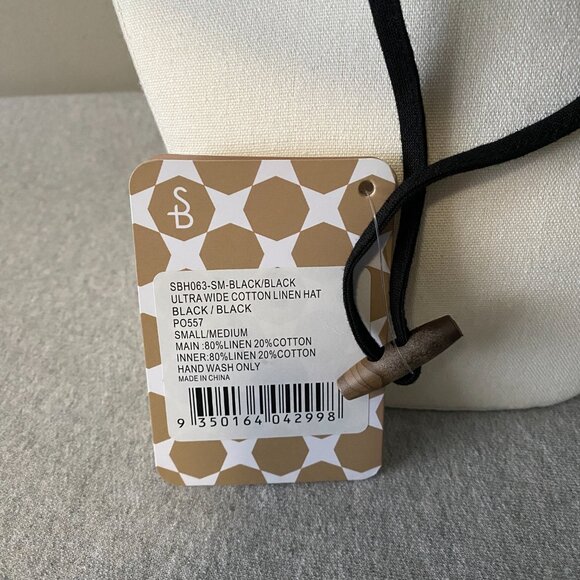 SB
SBH063-SM-BLACK/BLACK
ULTRA WIDE COTTON LINEN HAT
BLACK / BLACK
PO557
SMALL/MEDIUM
MAIN :80%LINEN 20%COTTON
INNER:80%LINEN 20%COTTON
HAND WASH ONLY
MADE IN CHINA
9 350164 042998